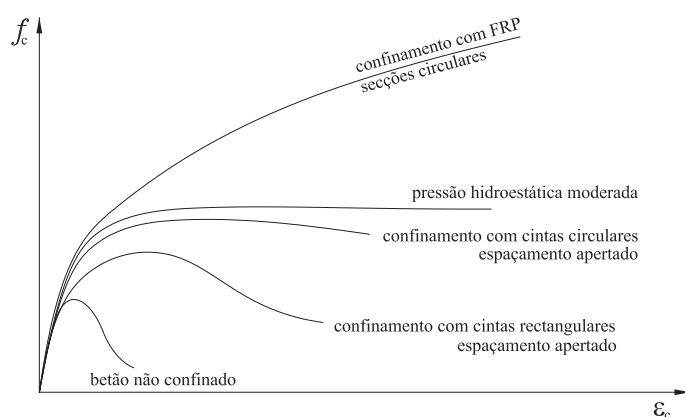 f_c
confinamento com FRP
secções circulares
pressão hidroestática moderada
confinamento com cintas circulares
espaçamento apertado
confinamento com cintas rectangulares
espaçamento apertado
betão não confinado
ε_c